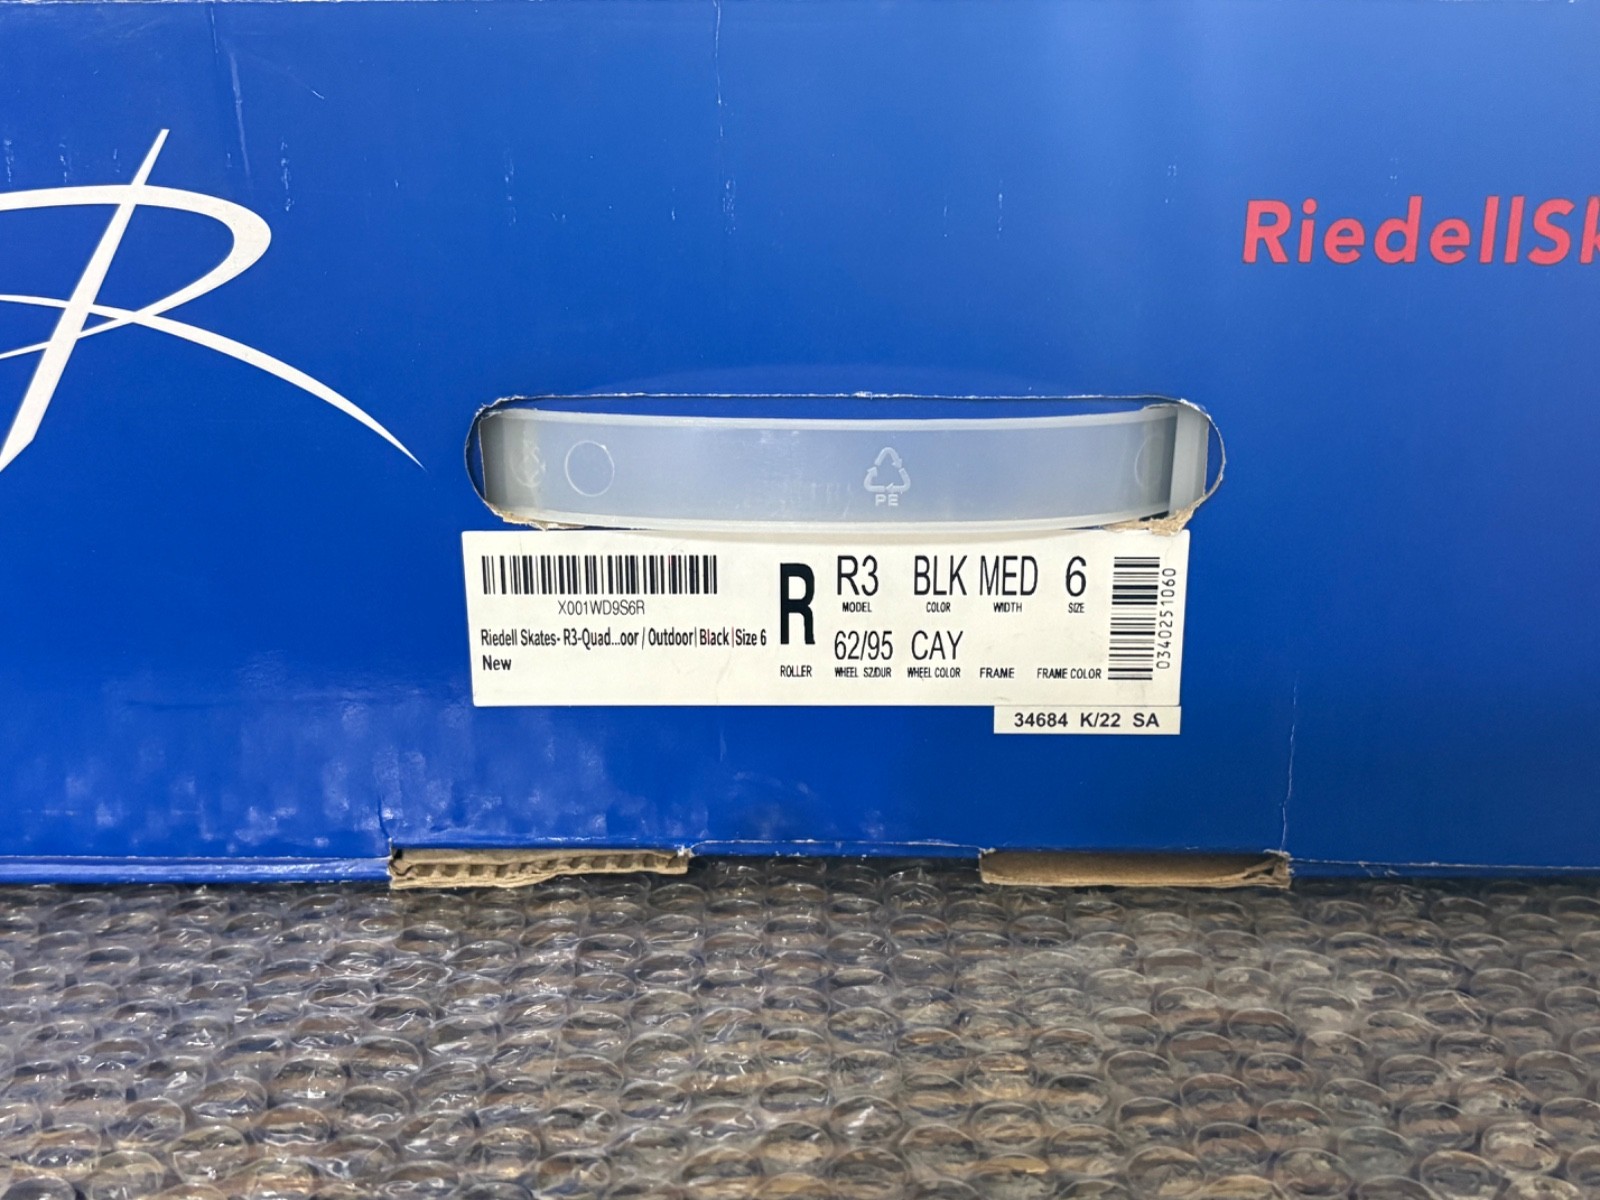 R
RiedellSk
PE
X001WD9S6R
Riedell Skates- R3-Quad...oor / Outdoor| Black |Size 6
New
R
ROLLER
R3 BLK MED 6
MODEL COLOR WIDTH SIZE
62/95 CAY
WHEEL SZ/DUR WHEEL COLOR FRAME FRAME COLOR
0340251060
34684 K/22 SA